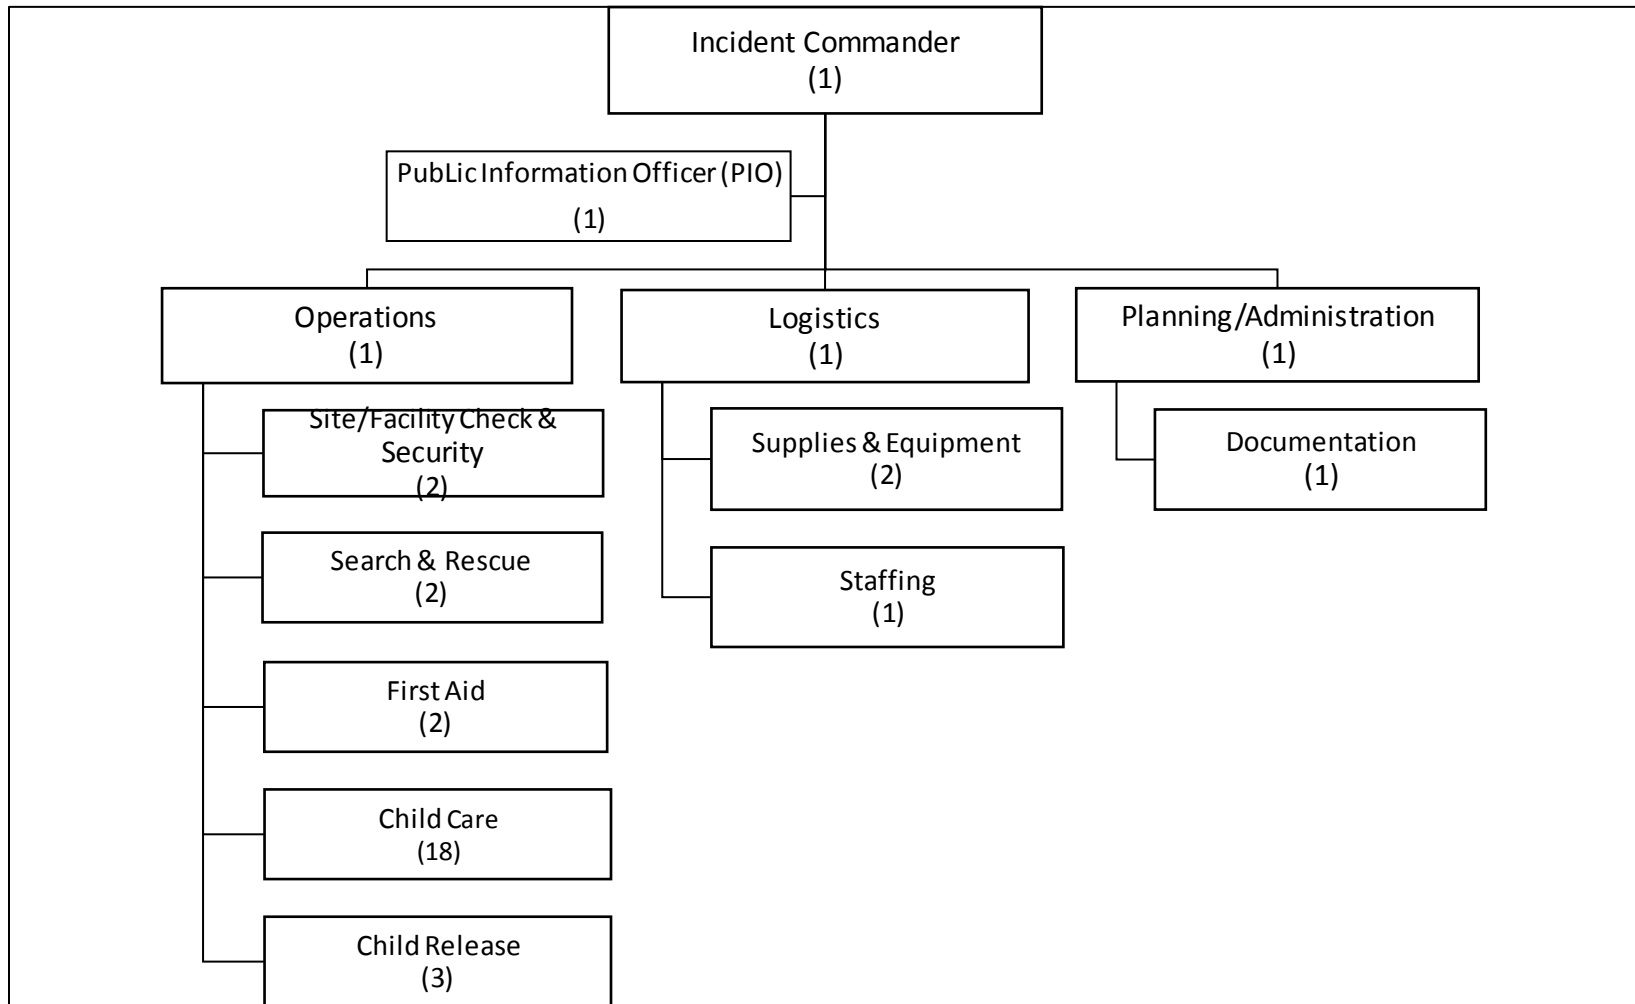 Incident Commander
(1)
PubLic Information Officer (PIO)
(1)
Operations
(1)
Logistics
(1)
Planning/Administration
(1)
Site/Facility Check &
Security
(2)
Supplies & Equipment
(2)
Documentation
(1)
Search & Rescue
(2)
Staffing
(1)
First Aid
(2)
Child Care
(18)
Child Release
(3)